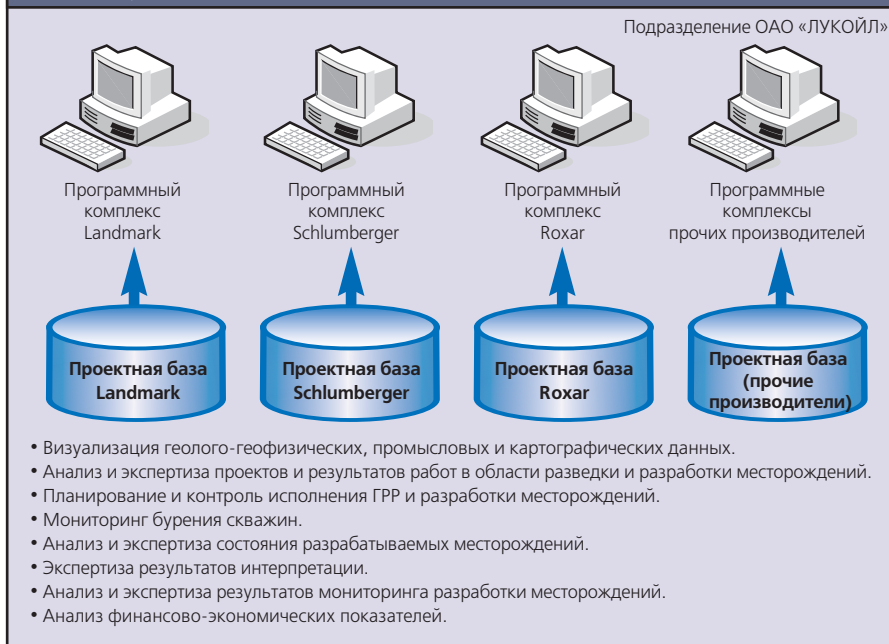 Подразделение ОАО «ЛУКОЙЛ»
Программный
комплекс
Landmark
Программный
комплекс
Schlumberger
Программный
комплекс
Roxar
Программные
комплексы
прочих производителей
Проектная база
Landmark
Проектная база
Schlumberger
Проектная база
Roxar
Проектная база
(прочие
производители)
• Визуализация геолого-геофизических, промысловых и картографических данных.
• Анализ и экспертиза проектов и результатов работ в области разведки и разработки месторождений.
• Планирование и контроль исполнения ГРР и разработки месторождений.
• Мониторинг бурения скважин.
• Анализ и экспертиза состояния разрабатываемых месторождений.
• Экспертиза результатов интерпретации.
• Анализ и экспертиза результатов мониторинга разработки месторождений.
• Анализ финансово-экономических показателей.